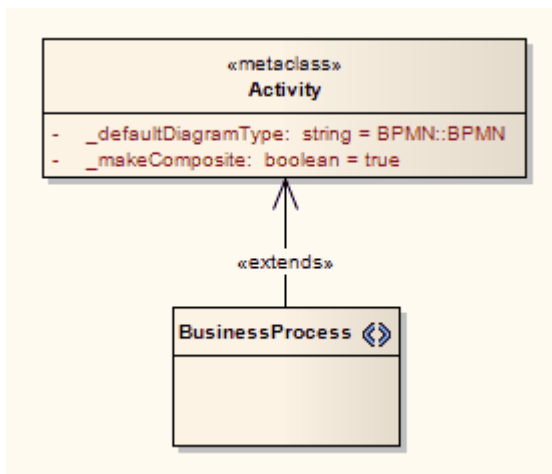 «metaclass»
Activity
- _defaultDiagramType: string = BPMN::BPMN
- _makeComposite: boolean = true
«extends»
BusinessProcess